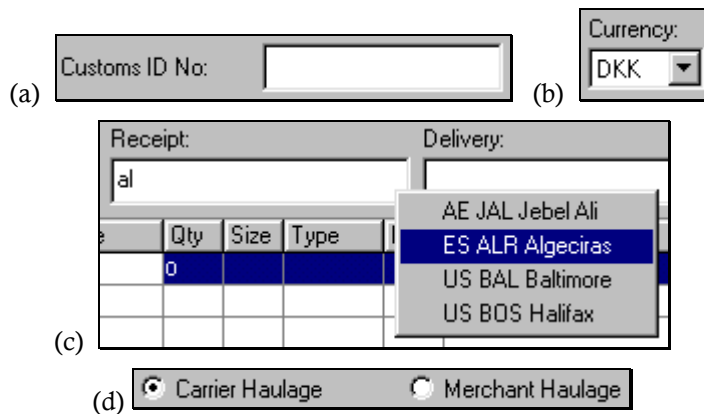 Currency:
(a) Customs ID No: (b) DKK
Receipt: Delivery:
al
AE JAL Jebel Ali
Qty Size Type
ES ALR Algeciras
0
US BAL Baltimore
US BOS Halifax
(c)
(d) Carrier Haulage Merchant Haulage